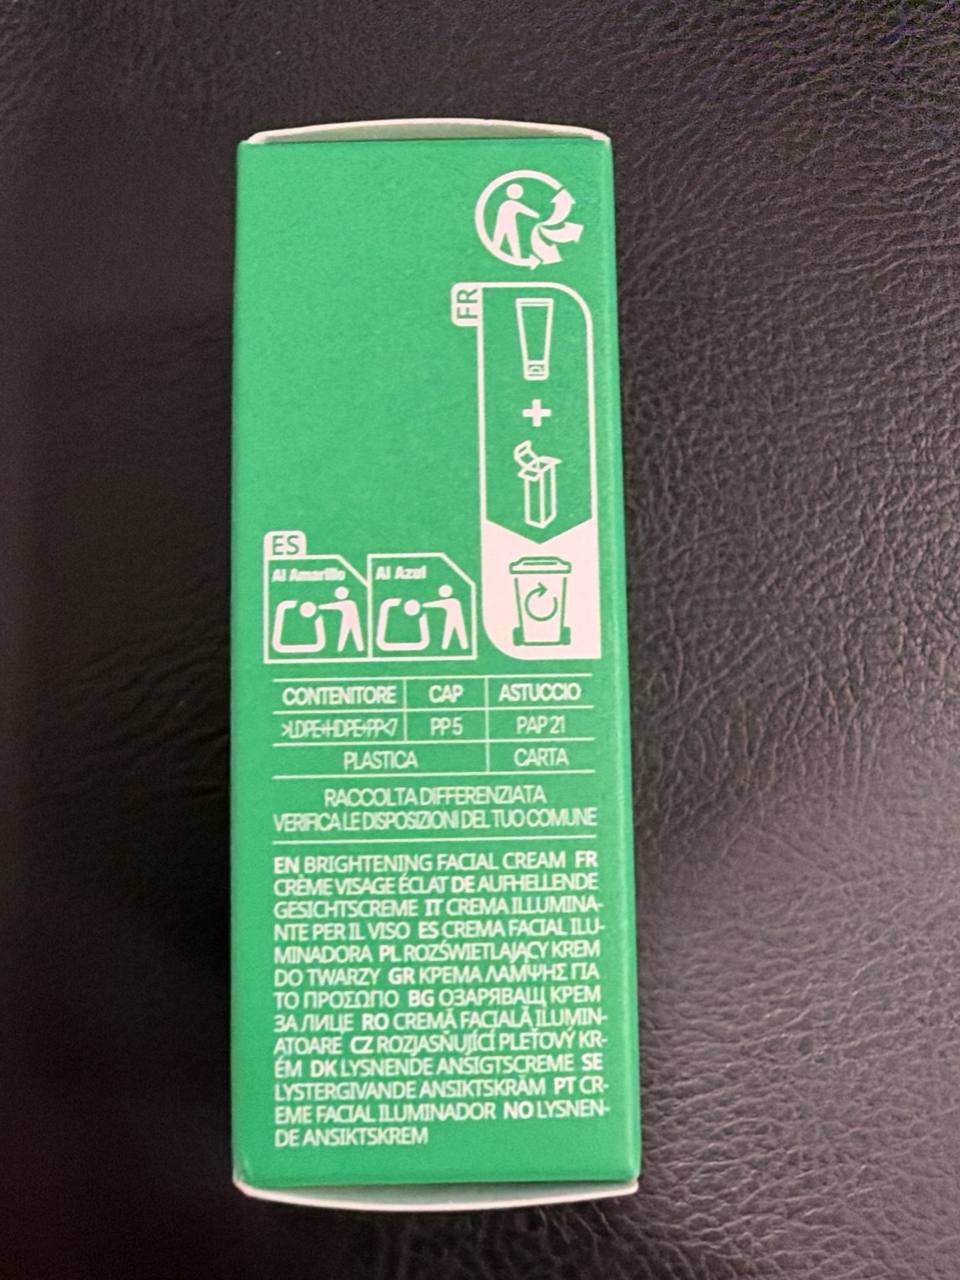 FR
ES
Al Amarillo
Al Azul
CONTENITORE CAP ASTUCCIO
>LDPE+HDPE+PP<7 PP 5 PAP 21
PLASTICA CARTA
RACCOLTA DIFFERENZIATA
VERIFICA LE DISPOSIZIONI DEL TUO COMUNE
EN BRIGHTENING FACIAL CREAM FR
CRÈME VISAGE ÉCLAT DE AUFHELLENDE
GESICHTSCREME IT CREMA ILLUMINA-
NTE PER IL VISO ES CREMA FACIAL ILU-
MINADORA PL ROZŚWIETLAJĄCY KREM
DO TWARZY GR ΚΡΕΜΑ ΛΑΜΨΗΣ ΓΙΑ
ΤΟ ΠΡΟΣΩΠΟ BG ОЗАРЯВАЩ КРЕМ
ЗА ЛИЦЕ RO CREMĂ FACIALĂ ILUMIN-
ATOARE CZ ROZJASŇUJÍCÍ PLEŤOVÝ KR-
ÉM DK LYSNENDE ANSIGTSCREME SE
LYSTERGIVANDE ANSIKTSKRÄM PT CR-
EME FACIAL ILUMINADOR NO LYSNEN-
DE ANSIKTSKREM